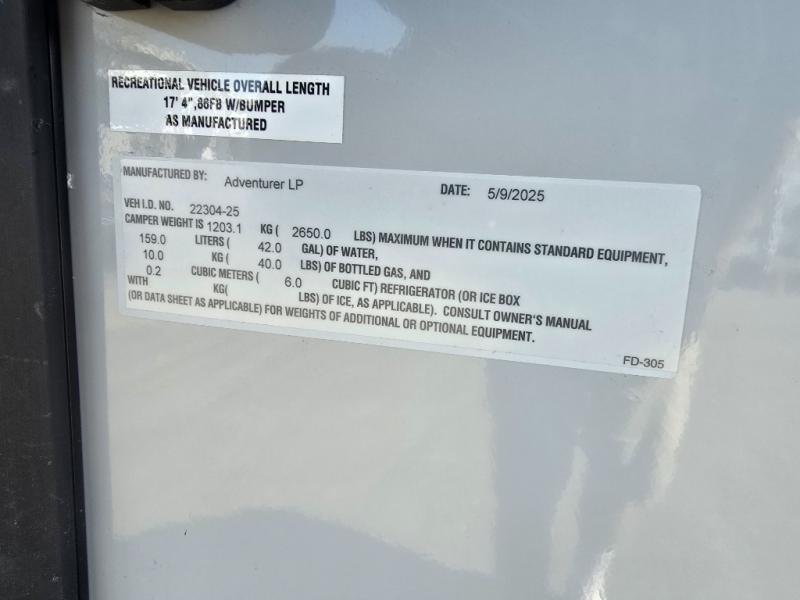 RECREATIONAL VEHICLE OVERALL LENGTH
17' 4",86FB W/BUMPER
AS MANUFACTURED
MANUFACTURED BY: Adventurer LP DATE: 5/9/2025
VEH I.D. NO. 22304-25
CAMPER WEIGHT IS 1203.1 KG ( 2650.0 LBS) MAXIMUM WHEN IT CONTAINS STANDARD EQUIPMENT,
159.0 LITERS ( 42.0 GAL) OF WATER,
10.0 KG ( 40.0 LBS) OF BOTTLED GAS, AND
0.2 CUBIC METERS ( 6.0 CUBIC FT) REFRIGERATOR (OR ICE BOX
WITH KG( LBS) OF ICE, AS APPLICABLE). CONSULT OWNER'S MANUAL
(OR DATA SHEET AS APPLICABLE) FOR WEIGHTS OF ADDITIONAL OR OPTIONAL EQUIPMENT.
FD-305